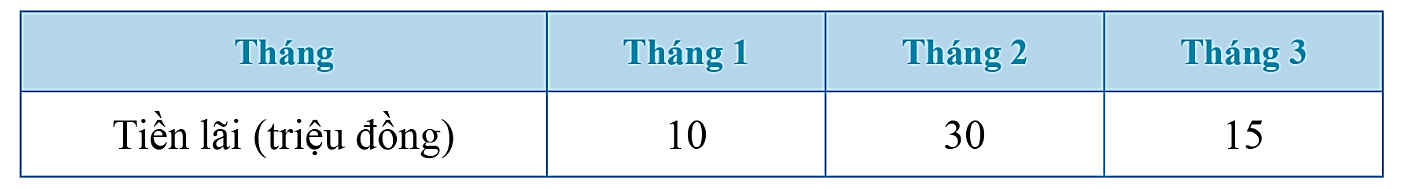 Tháng Tháng 1 Tháng 2 Tháng 3
Tiền lãi (triệu đồng) 10 30 15